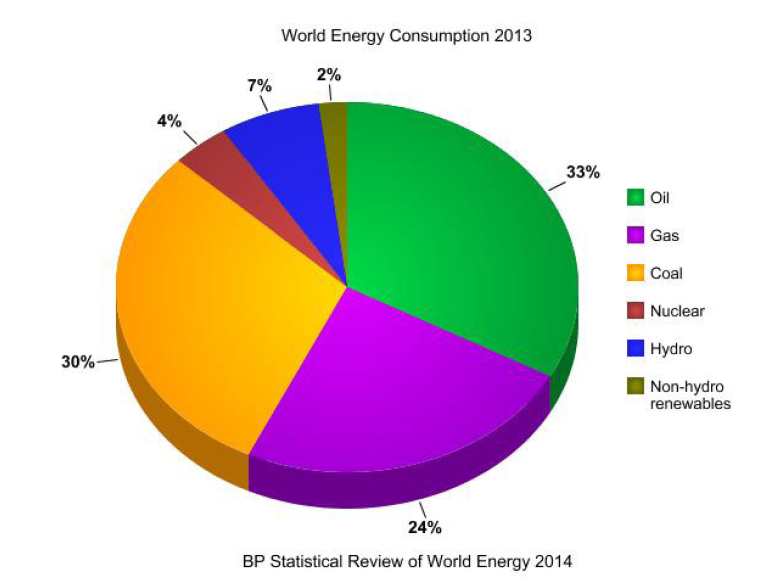 World Energy Consumption 2013
2%
7%
4%
33%
Oil
Gas
Coal
Nuclear
Hydro
Non-hydro
renewables
30%
24%
BP Statistical Review of World Energy 2014